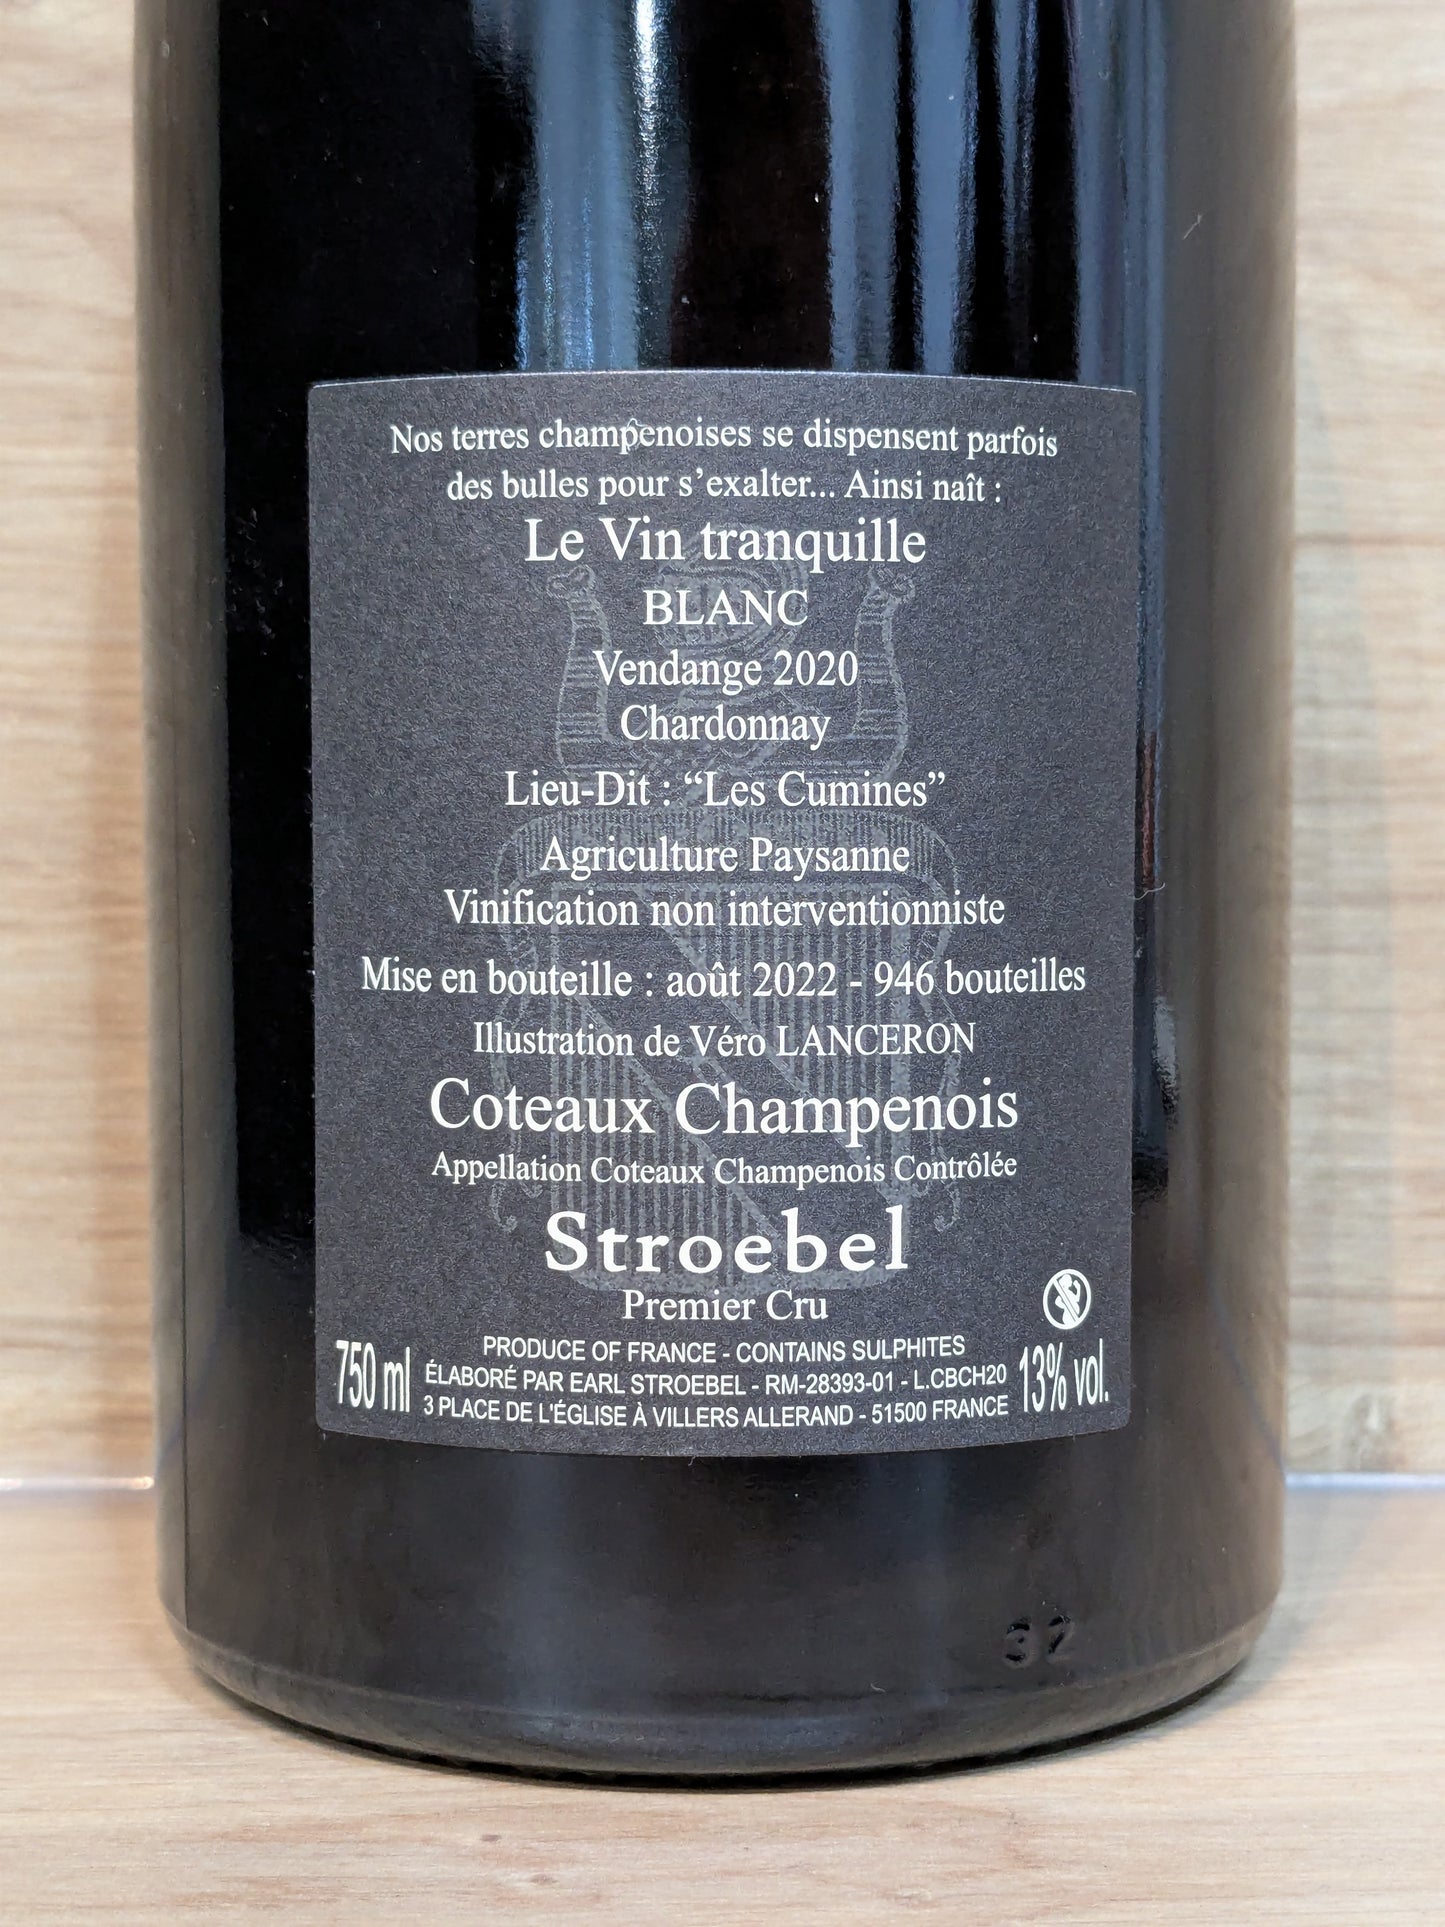 Nos terres champenoises se dispensent parfois
des bulles pour s’exalter... Ainsi naît :
Le Vin tranquille
BLANC
Vendange 2020
Chardonnay
Lieu-Dit : “Les Cumines”
Agriculture Paysanne
Vinification non interventionniste
Mise en bouteille : août 2022 - 946 bouteilles
Illustration de Véro LANCERON
Coteaux Champenois
Appellation Coteaux Champenois Contrôlée
Stroebel
Premier Cru
PRODUCE OF FRANCE - CONTAINS SULPHITES
750 ml
ÉLABORÉ PAR EARL STROEBEL - RM-28393-01 - L.CBCH20
3 PLACE DE L'ÉGLISE À VILLERS ALLERAND - 51500 FRANCE
13% vol.
37